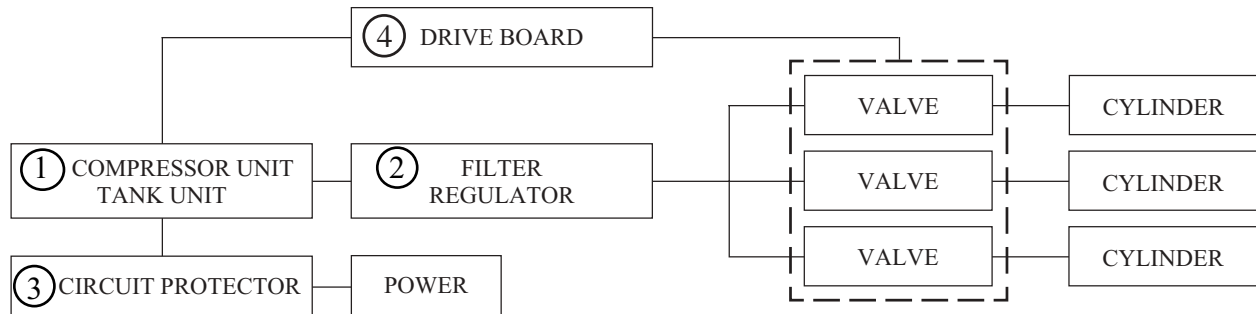 4 DRIVE BOARD
VALVE
CYLINDER
1 COMPRESSOR UNIT
TANK UNIT
2 FILTER
REGULATOR
VALVE
CYLINDER
VALVE
CYLINDER
3 CIRCUIT PROTECTOR
POWER